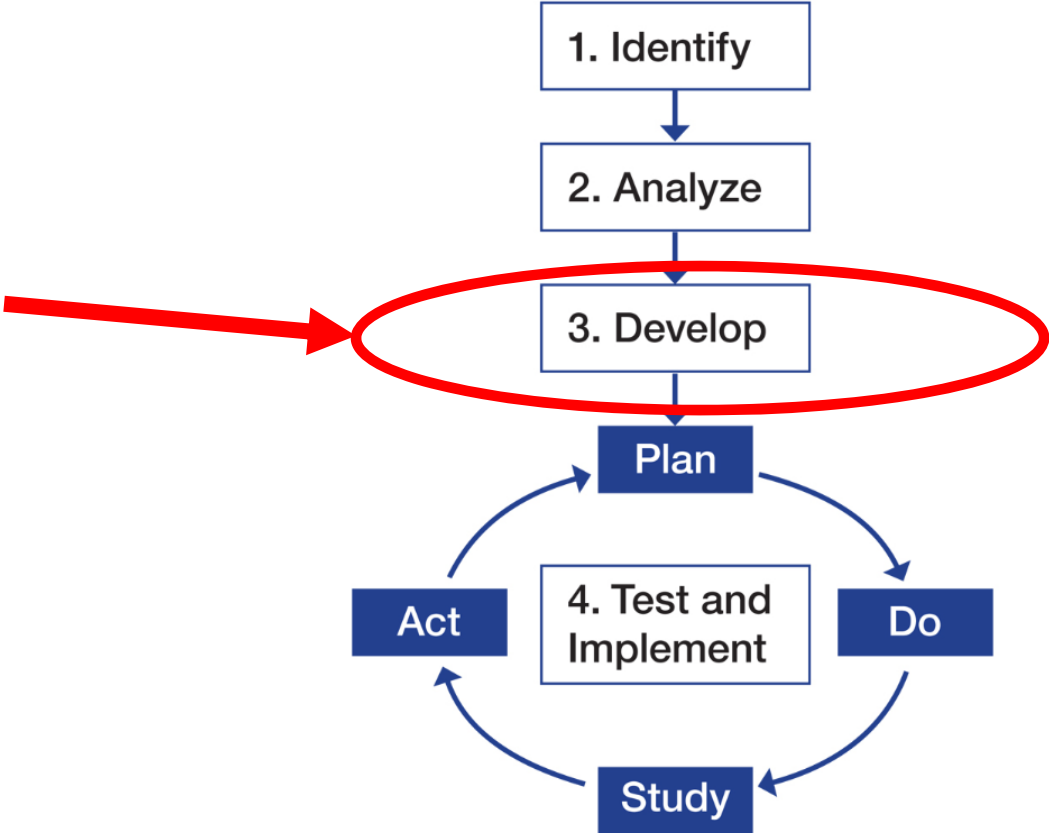 1. Identify
2. Analyze
3. Develop
Plan
Act
4. Test and
Implement
Do
Study